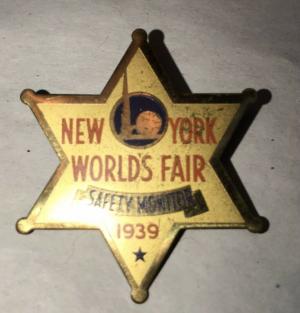 NEW YORK
WORLD'S FAIR
SAFETY MONITOR
1939